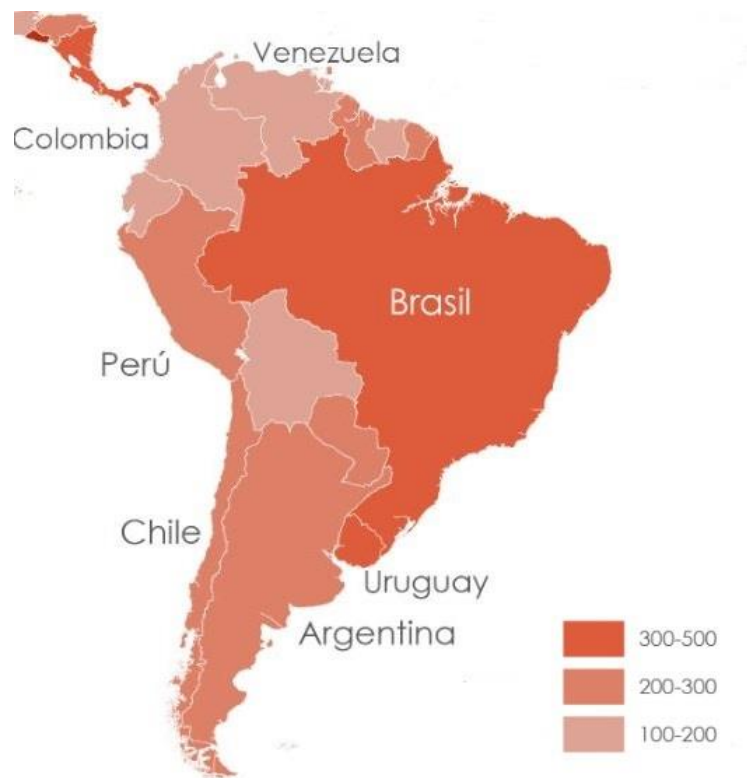 Venezuela
Colombia
Brasil
Perú
Chile
Uruguay
Argentina
300-500
200-300
100-200